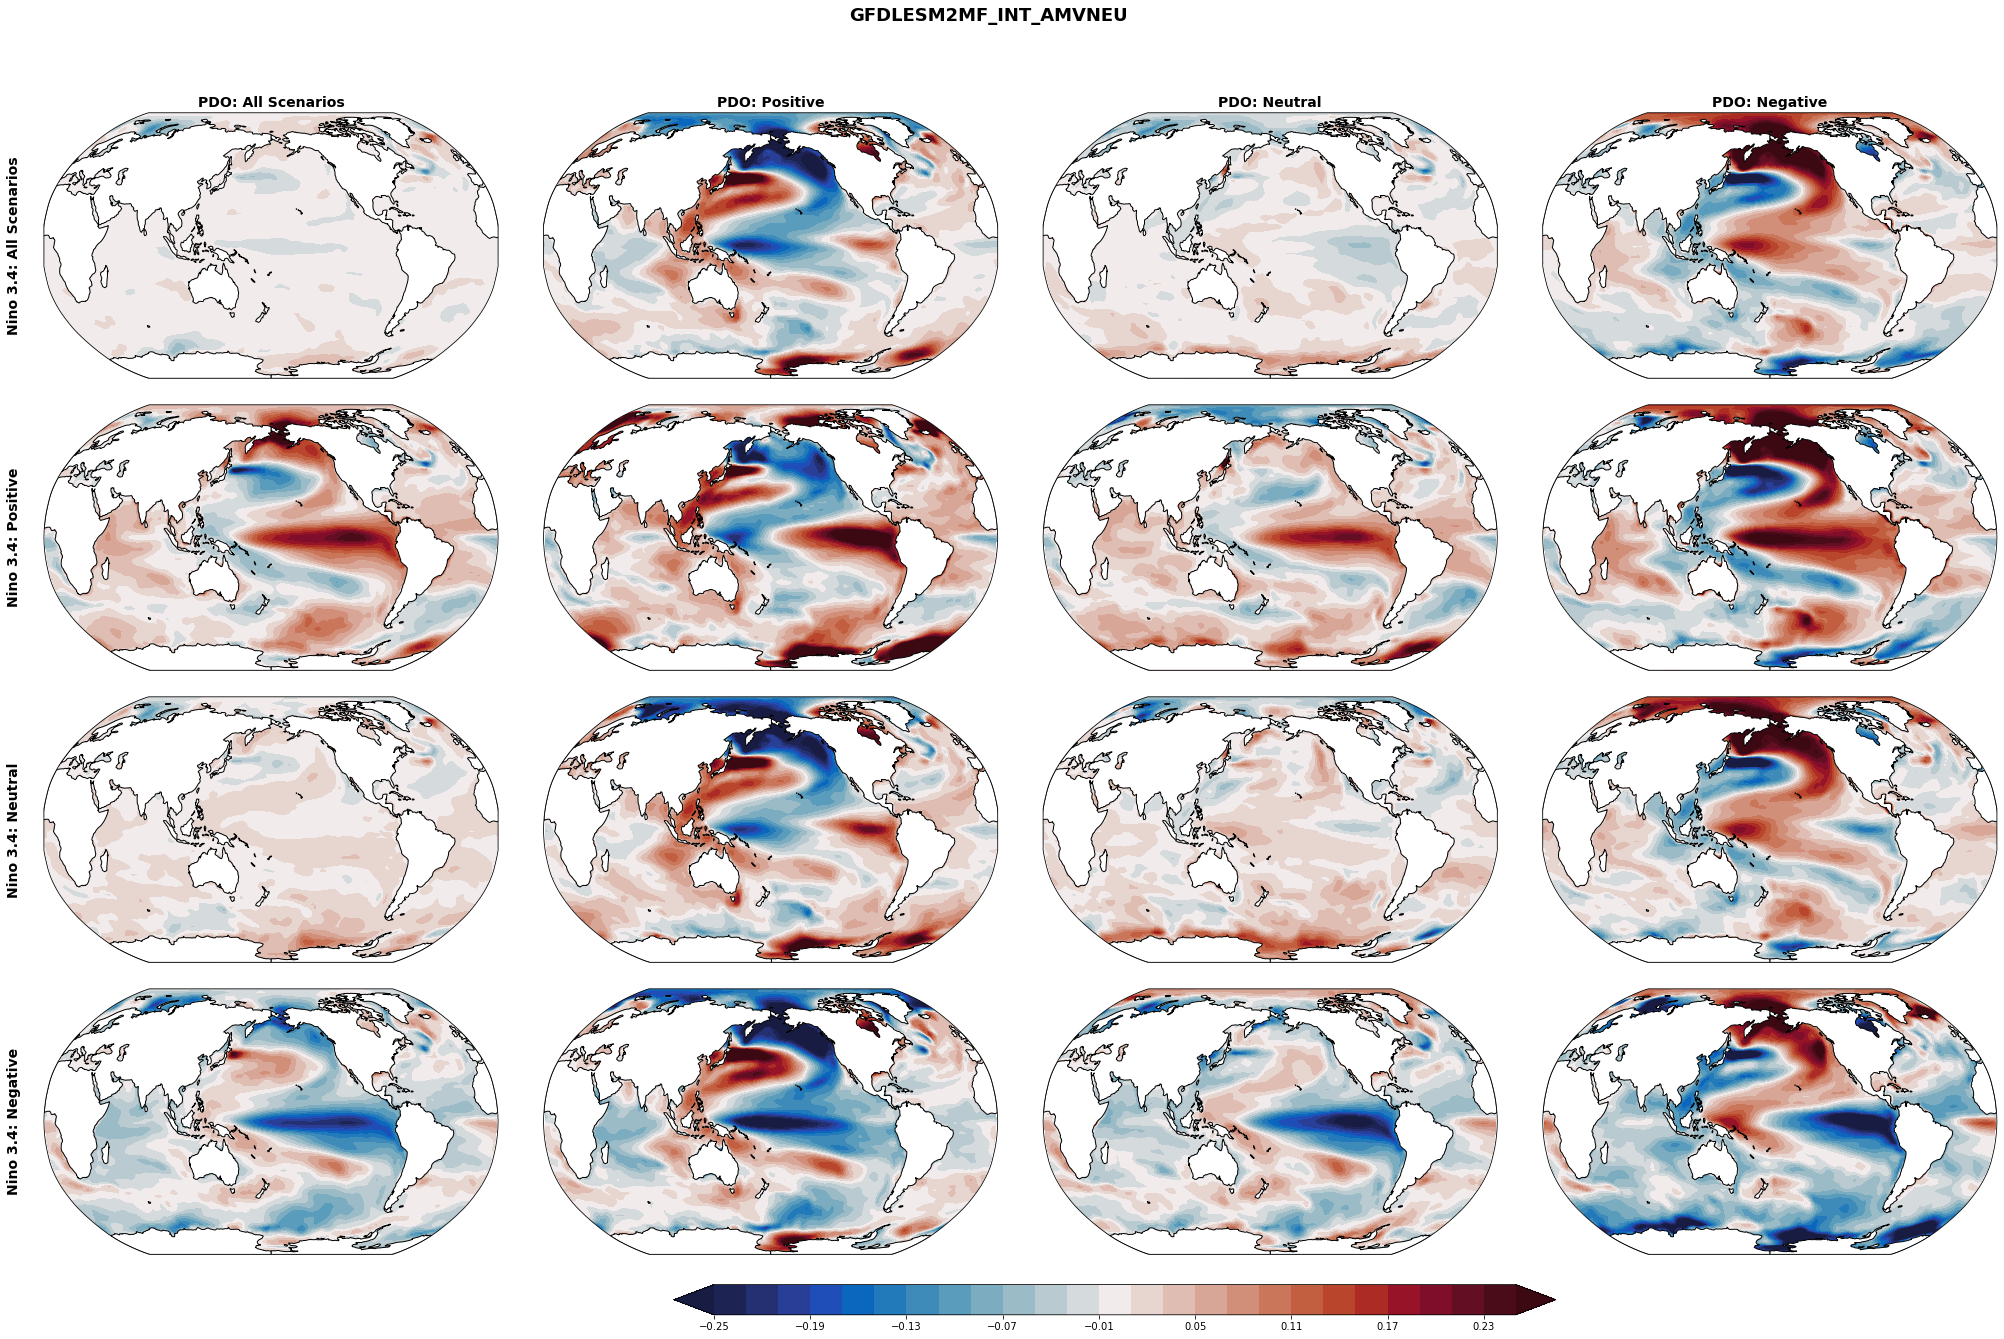 GFDLESM2MF_INT_AMVNEU
PDO: All Scenarios
PDO: Positive
PDO: Neutral
PDO: Negative
Nino 3.4: All Scenarios
Nino 3.4: Positive
Nino 3.4: Neutral
Nino 3.4: Negative
−0.25 −0.19 −0.13 −0.07 −0.01 0.05 0.11 0.17 0.23